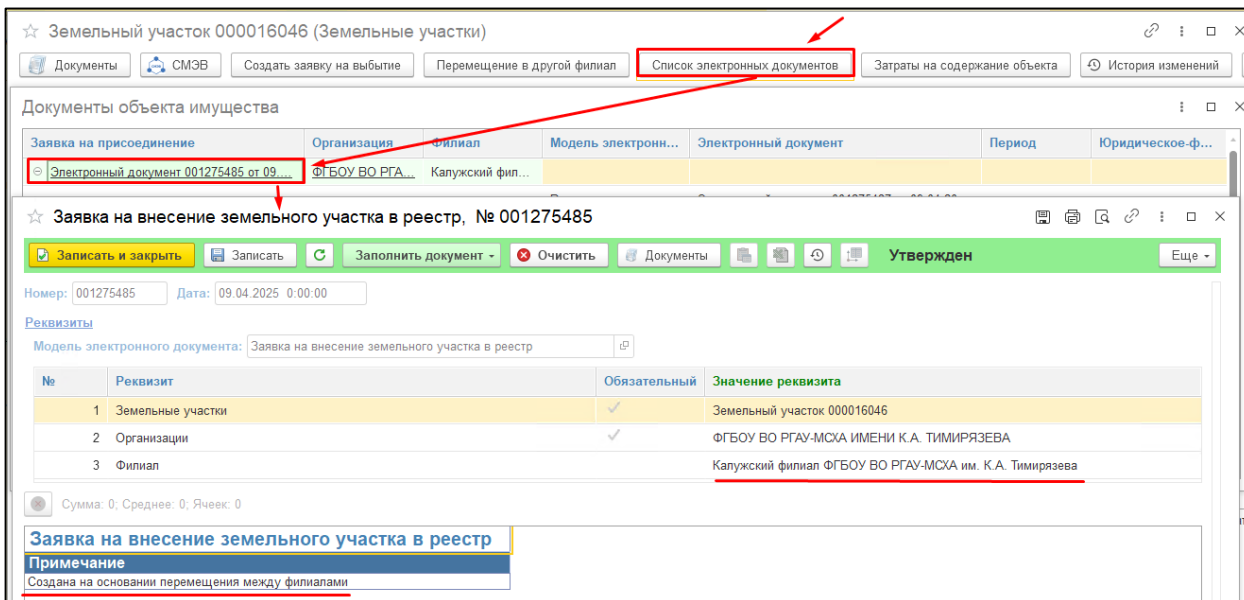 Земельный участок 000016046 (Земельные участки)
Документы СМЭВ Создать заявку на выбытие Перемещение в другой филиал Список электронных документов Затраты на содержание объекта История изменений
Документы объекта имущества
Заявка на присоединение Организация Филиал Модель электронн... Электронный документ Период Юридическое-ф...
Электронный документ 001275485 от 09.... ФГБОУ ВО РГА... Калужский фил...
Заявка на внесение земельного участка в реестр, № 001275485
Записать и закрыть Записать Заполнить документ Очистить Документы Утвержден Еще
Номер: 001275485 Дата: 09.04.2025 0:00:00
Реквизиты
Модель электронного документа: Заявка на внесение земельного участка в реестр
№ Реквизит Обязательный Значение реквизита
1 Земельные участки Земельный участок 000016046
2 Организации ФГБОУ ВО РГАУ-МСХА ИМЕНИ К.А. ТИМИРЯЗЕВА
3 Филиал Калужский филиал ФГБОУ ВО РГАУ-МСХА им. К.А. Тимирязева
Сумма: 0; Среднее: 0; Ячеек: 0
Заявка на внесение земельного участка в реестр
Примечание
Создана на основании перемещения между филиалами